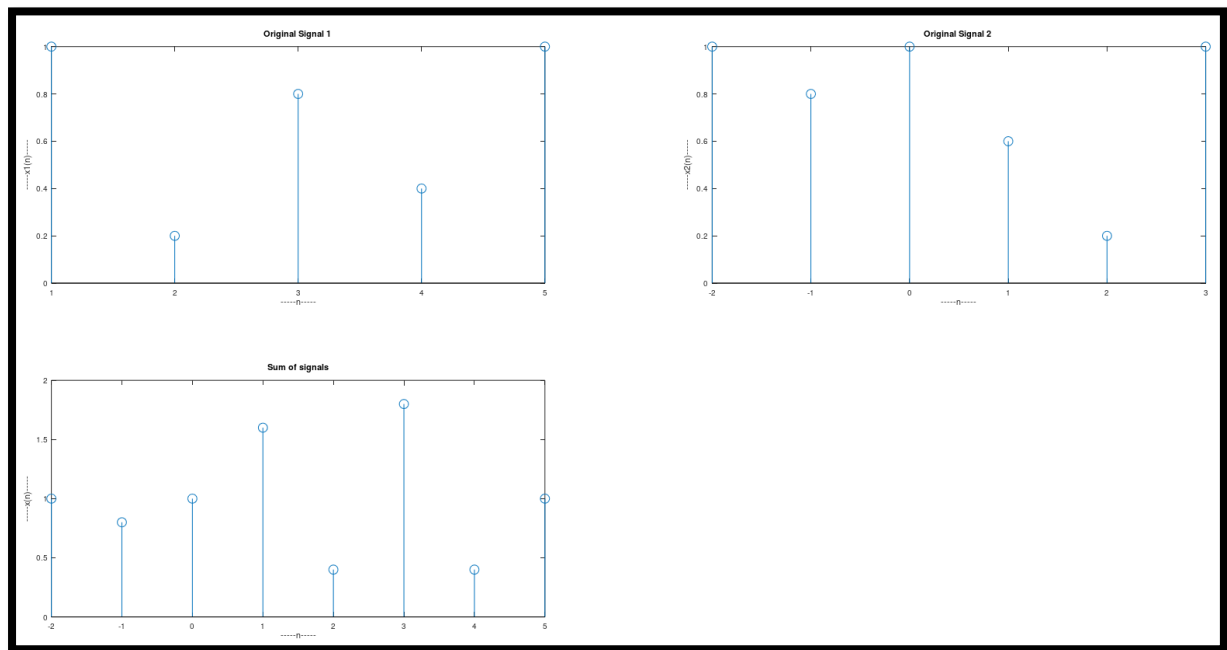 Original Signal 1
1
0.8
0.6
0.4
0.2
0
-----x1(n)-----
1 2 3 4 5
-----n-----
Original Signal 2
1
0.8
0.6
0.4
0.2
0
-----x2(n)-----
-2 -1 0 1 2 3
-----n-----
Sum of signals
2
1.5
1
0.5
0
-----x(n)-----
-2 -1 0 1 2 3 4 5
-----n-----